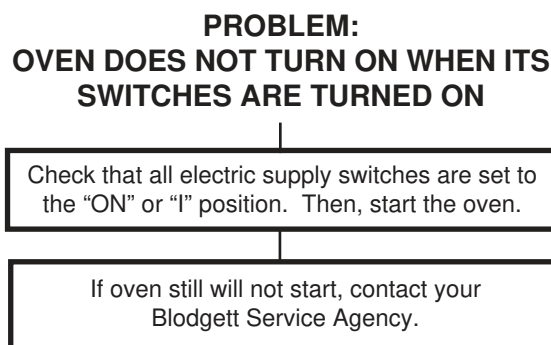 PROBLEM:
OVEN DOES NOT TURN ON WHEN ITS
SWITCHES ARE TURNED ON
Check that all electric supply switches are set to
the “ON” or “I” position. Then, start the oven.
If oven still will not start, contact your
Blodgett Service Agency.